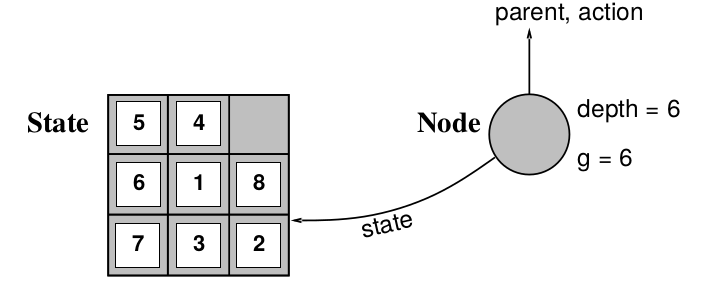 parent, action
State
5 4
6 1 8
7 3 2
Node
depth = 6
g = 6
state